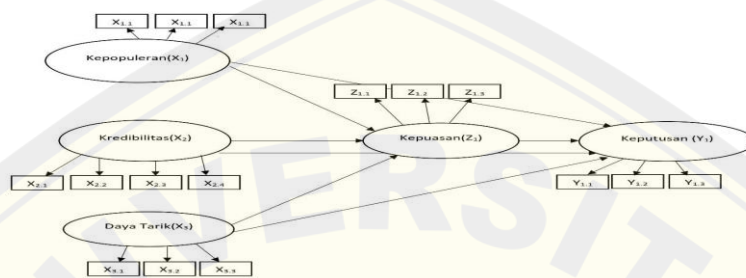 X1.1 X1.1 X1.1
Kepopuleran(X1)
Z1.1 Z1.2 Z1.3
Kredibilitas(X2) Kepuasan(Z1) Keputusan (Y1)
X2.1 X2.2 X2.3 X2.4 Y1.1 Y1.2 Y1.3
Daya Tarik(X3)
X3.1 X3.2 X3.3
UNIVERSIT